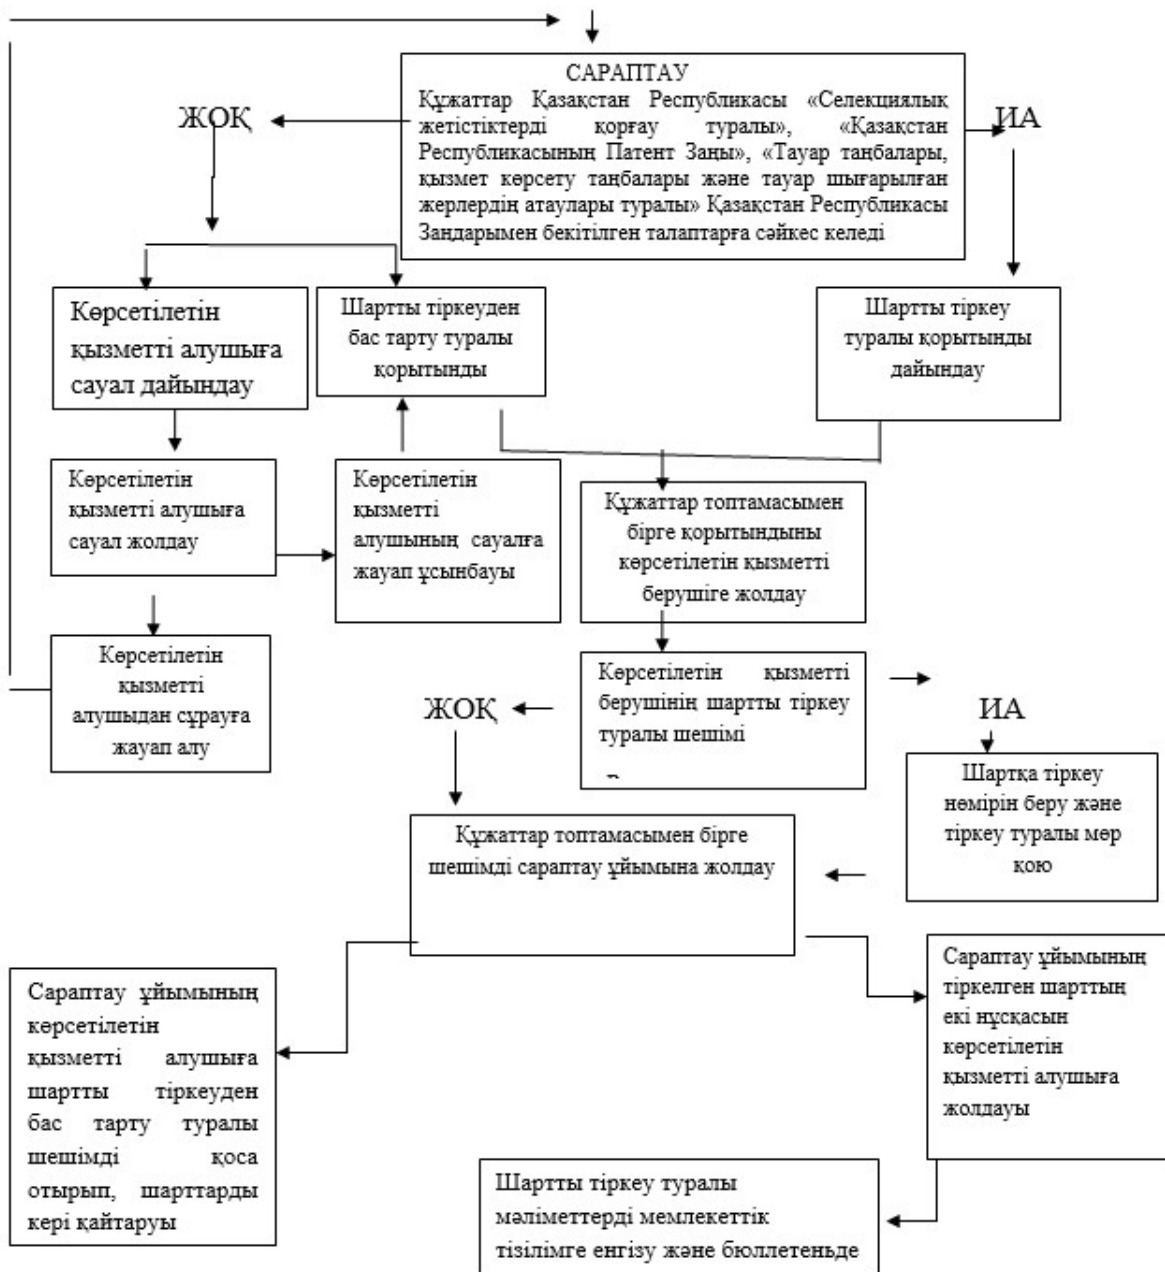 САРАПТАУ
Құжаттар Қазақстан Республикасы «Селекциялық
жетістіктерді қорғау туралы», «Қазақстан
Республикасының Патент Заңы», «Тауар таңбалары,
қызмет көрсету таңбалары және тауар шығарылған
жерлердің атаулары туралы» Қазақстан Республикасы
Заңдарымен бекітілген талаптарға сәйкес келеді
ЖОҚ
ИА
Көрсетілетін
қызметті алушыға
сауал дайындау
Шартты тіркеуден
бас тарту туралы
қорытынды
Шартты тіркеу
туралы қорытынды
дайындау
Көрсетілетін
қызметті алушыға
сауал жолдау
Көрсетілетін
қызметті
алушының сауалға
жауап ұсынбауы
Құжаттар топтамасымен
бірге қорытындыны
көрсетілетін қызметті
берушіге жолдау
Көрсетілетін
қызметті
алушыдан сұрауға
жауап алу
Көрсетілетін қызметті
берушінің шартты тіркеу
туралы шешімі
ЖОҚ
ИА
Шартқа тіркеу
нөмірін беру және
тіркеу туралы мөр
қою
Құжаттар топтамасымен бірге
шешімді сараптау ұйымына жолдау
Сараптау ұйымының
көрсетілетін
қызметті алушыға
шартты тіркеуден
бас тарту туралы
шешімді қоса
отырып, шарттарды
кері қайтаруы
Сараптау ұйымының
тіркелген шарттың
екі нұсқасын
көрсетілетін
қызметті алушыға
жолдауы
Шартты тіркеу туралы
мәліметтерді мемлекеттік
тізілімге енгізу және бюллетеньде